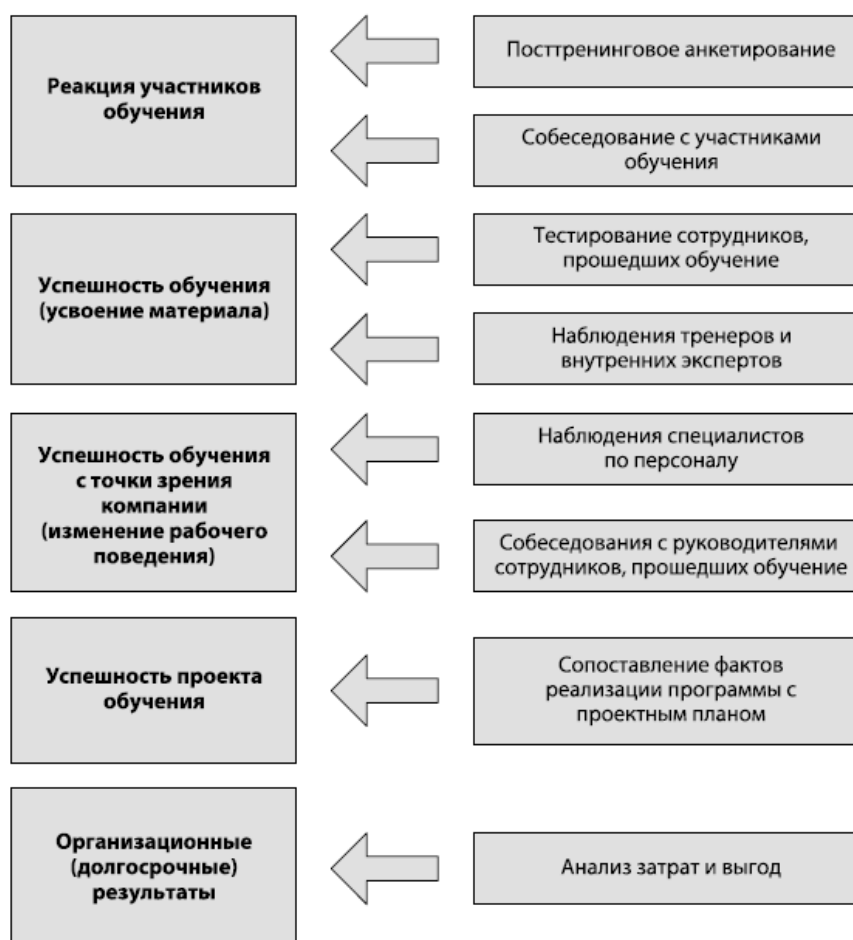 Реакция участников
обучения
Посттренинговое анкетирование
Собеседование с участниками
обучения
Успешность обучения
(усвоение материала)
Тестирование сотрудников,
прошедших обучение
Наблюдения тренеров и
внутренних экспертов
Успешность обучения
с точки зрения
компании
(изменение рабочего
поведения)
Наблюдения специалистов
по персоналу
Собеседования с руководителями
сотрудников, прошедших обучение
Успешность проекта
обучения
Сопоставление фактов
реализации программы с
проектным планом
Организационные
(долгосрочные)
результаты
Анализ затрат и выгод